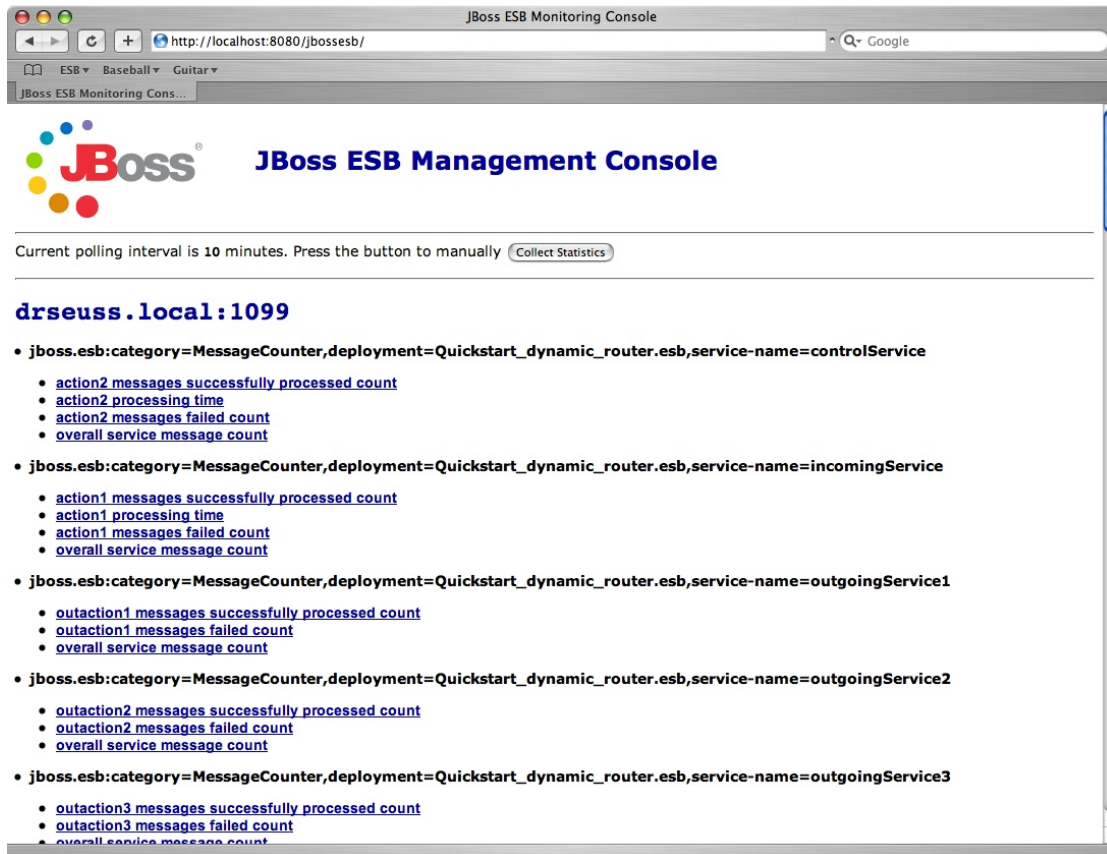 JBoss ESB Monitoring Console
http://localhost:8080/jbossesb/
Google
ESB Baseball Guitar
JBoss ESB Monitoring Cons...
JBoss® JBoss ESB Management Console
Current polling interval is 10 minutes. Press the button to manually Collect Statistics
drseuss.local:1099
• jboss.esb:category=MessageCounter,deployment=Quickstart_dynamic_router.esb,service-name=controlService
• action2 messages successfully processed count
• action2 processing time
• action2 messages failed count
• overall service message count
• jboss.esb:category=MessageCounter,deployment=Quickstart_dynamic_router.esb,service-name=incomingService
• action1 messages successfully processed count
• action1 processing time
• action1 messages failed count
• overall service message count
• jboss.esb:category=MessageCounter,deployment=Quickstart_dynamic_router.esb,service-name=outgoingService1
• outaction1 messages successfully processed count
• outaction1 messages failed count
• overall service message count
• jboss.esb:category=MessageCounter,deployment=Quickstart_dynamic_router.esb,service-name=outgoingService2
• outaction2 messages successfully processed count
• outaction2 messages failed count
• overall service message count
• jboss.esb:category=MessageCounter,deployment=Quickstart_dynamic_router.esb,service-name=outgoingService3
• outaction3 messages successfully processed count
• outaction3 messages failed count
• overall service message count